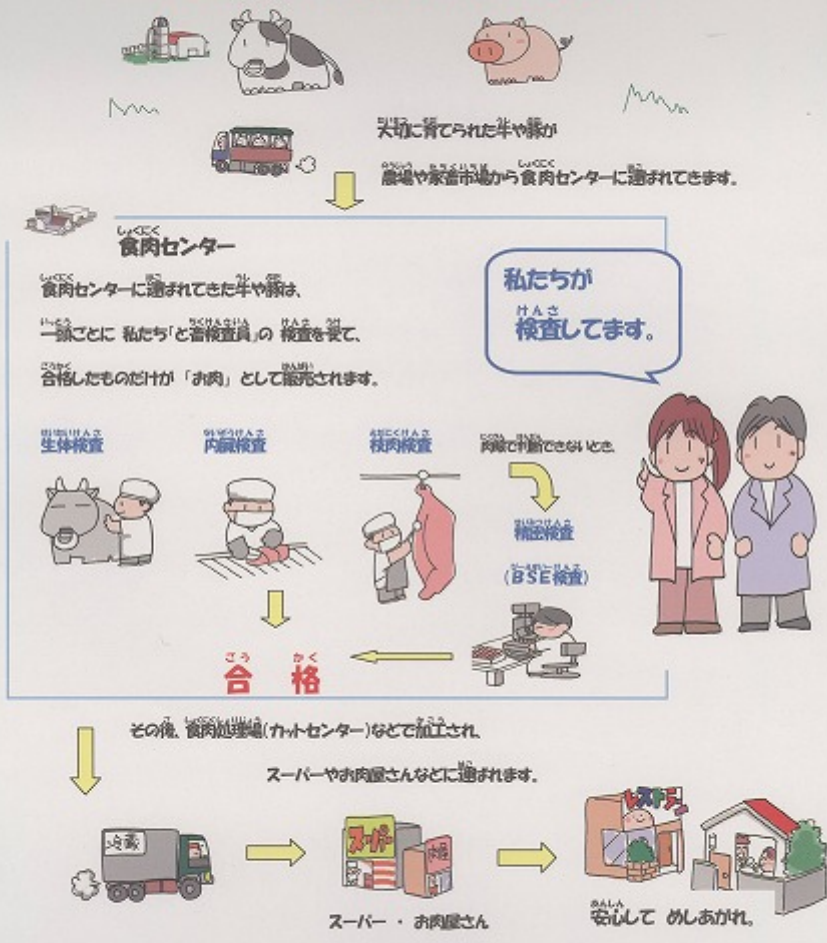 大切に育てられた牛や豚が
農場や家畜市場から食肉センターに運ばれてきます。
食肉センター
食肉センターに運ばれてきた牛や豚は、
一頭ごとに 私たち「と畜検査員」の 検査を受て、
合格したものだけが 「お肉」 として販売されます。
私たちが
検査してます。
生体検査
内臓検査
枝肉検査
肉眼で判断できないとき、
精密検査
(BSE検査)
合 格
その後、食肉処理場(カットセンター)などで加工され、
スーパーやお肉屋さんなどに運ばれます。
冷蔵
スーパー
レストラン
スーパー ・ お肉屋さん
安心して めしあがれ。